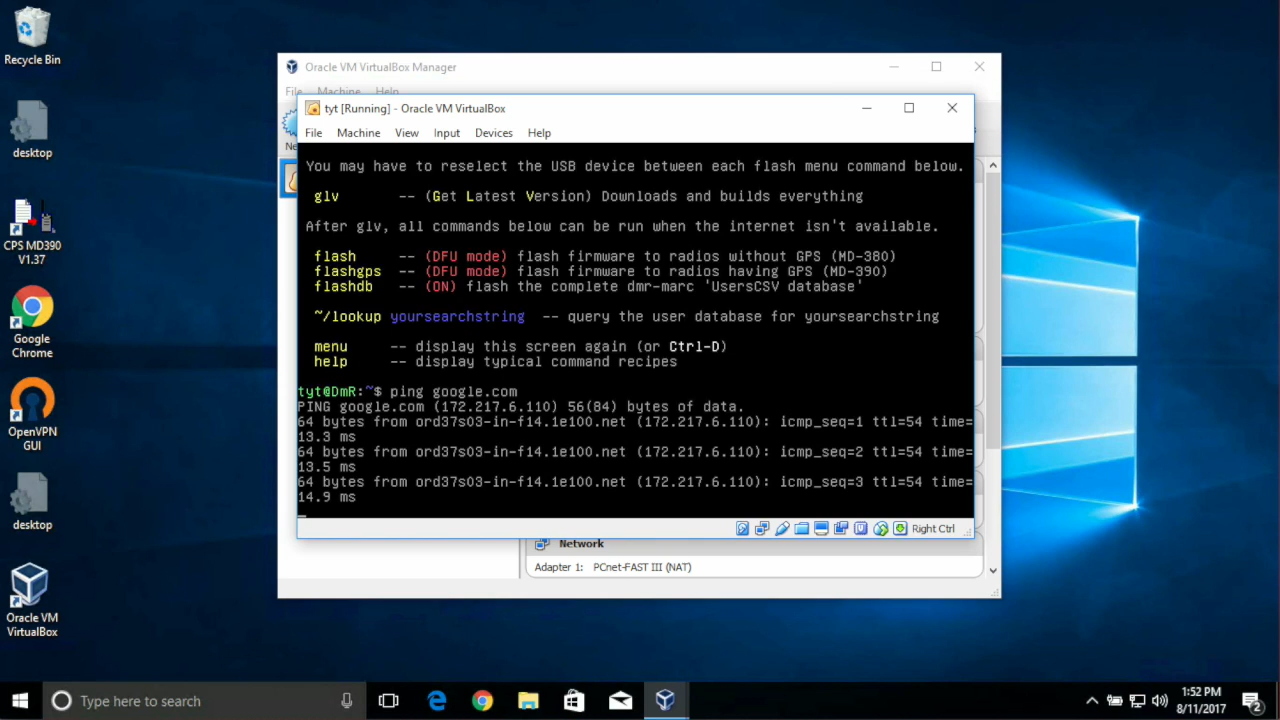 Recycle Bin
desktop
CPS MD390
V1.37
Google
Chrome
OpenVPN
GUI
desktop
Oracle VM
VirtualBox
Oracle VM VirtualBox Manager
File Machine Help
tyt [Running] - Oracle VM VirtualBox
File Machine View Input Devices Help
You may have to reselect the USB device between each flash menu command below.
glv -- (Get Latest Version) Downloads and builds everything
After glv, all commands below can be run when the internet isn't available.
flash -- (DFU mode) flash firmware to radios without GPS (MD-380)
flashgps -- (DFU mode) flash firmware to radios having GPS (MD-390)
flashdb -- (ON) flash the complete dmr-marc 'UsersCSV database'
~/lookup yoursearchstring -- query the user database for yoursearchstring
menu -- display this screen again (or Ctrl-D)
help -- display typical command recipes
tyt@DmR:~$ ping google.com
PING google.com (172.217.6.110) 56(84) bytes of data.
64 bytes from ord37s03-in-f14.1e100.net (172.217.6.110): icmp_seq=1 ttl=54 time=
13.3 ms
64 bytes from ord37s03-in-f14.1e100.net (172.217.6.110): icmp_seq=2 ttl=54 time=
13.5 ms
64 bytes from ord37s03-in-f14.1e100.net (172.217.6.110): icmp_seq=3 ttl=54 time=
14.9 ms
Right Ctrl
Network
Adapter 1: PCnet-FAST III (NAT)
Type here to search
1:52 PM
8/11/2017
2